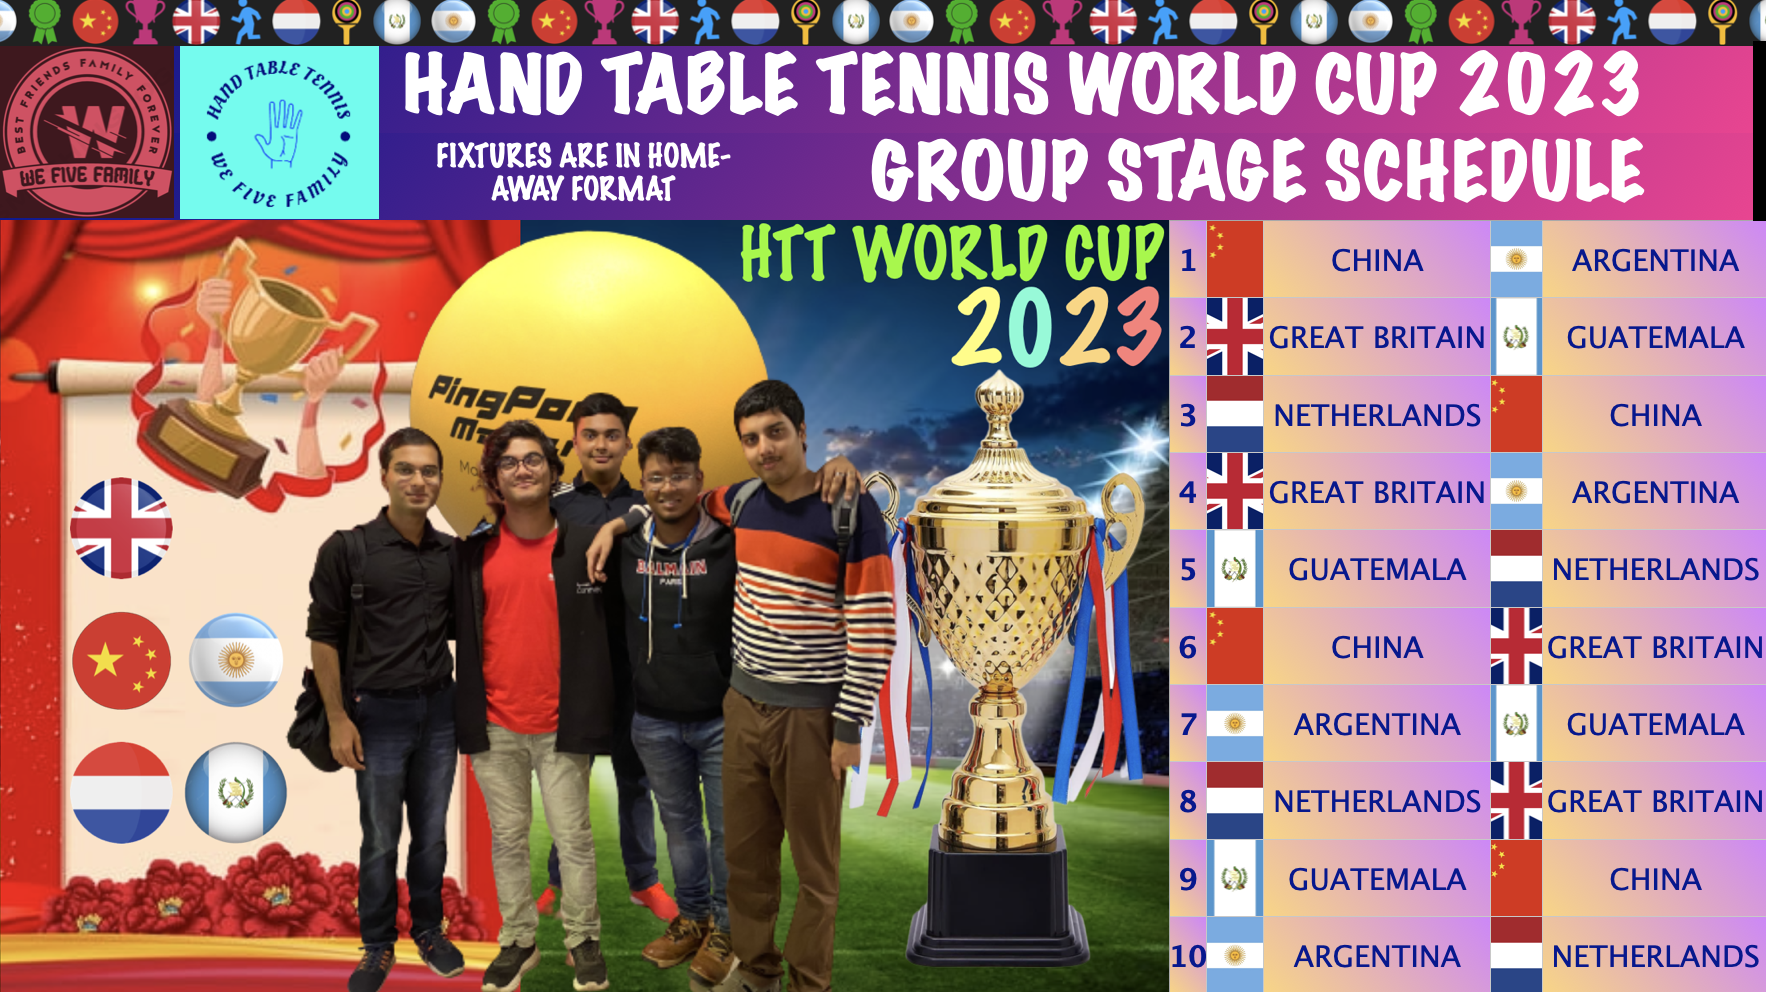 BEST FRIENDS FAMILY FOREVER
W
WE FIVE FAMILY
HAND TABLE TENNIS
WE FIVE FAMILY
HAND TABLE TENNIS WORLD CUP 2023
FIXTURES ARE IN HOME-
AWAY FORMAT
GROUP STAGE SCHEDULE
HTT WORLD CUP
2023
BALMAIN
PARIS
1 CHINA ARGENTINA
2 GREAT BRITAIN GUATEMALA
3 NETHERLANDS CHINA
4 GREAT BRITAIN ARGENTINA
5 GUATEMALA NETHERLANDS
6 CHINA GREAT BRITAIN
7 ARGENTINA GUATEMALA
8 NETHERLANDS GREAT BRITAIN
9 GUATEMALA CHINA
10 ARGENTINA NETHERLANDS